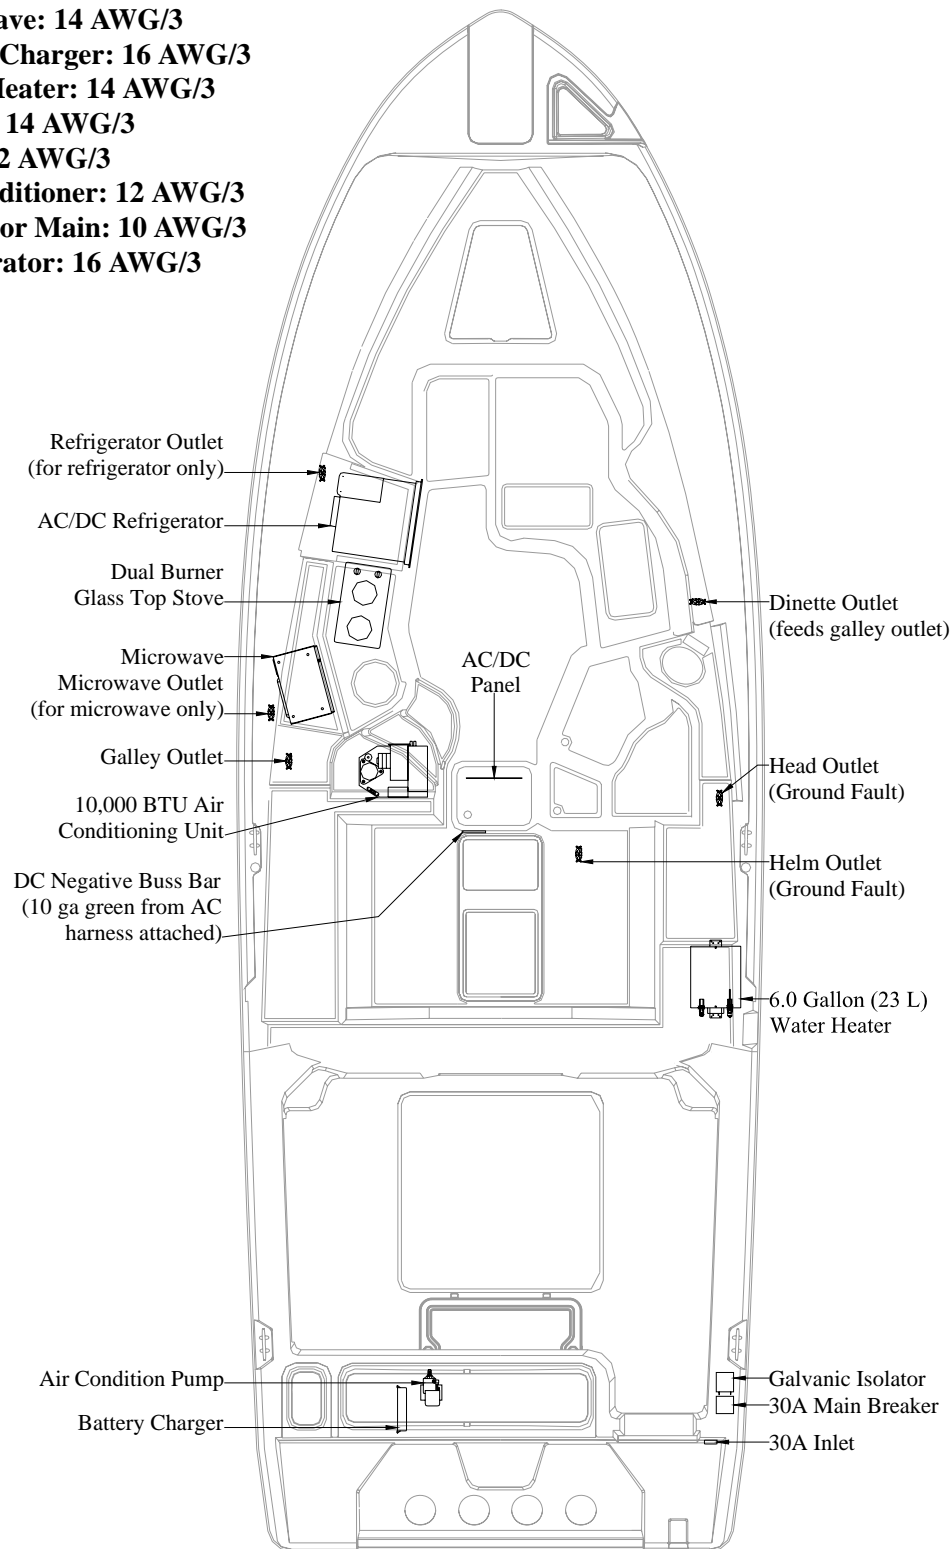 ave: 14 AWG/3
Charger: 16 AWG/3
Heater: 14 AWG/3
14 AWG/3
2 AWG/3
ditioner: 12 AWG/3
or Main: 10 AWG/3
rator: 16 AWG/3
Refrigerator Outlet
(for refrigerator only)
AC/DC Refrigerator
Dual Burner
Glass Top Stove
Microwave
Microwave Outlet
(for microwave only)
Galley Outlet
10,000 BTU Air
Conditioning Unit
DC Negative Buss Bar
(10 ga green from AC
harness attached)
AC/DC
Panel
Dinette Outlet
(feeds galley outlet)
Head Outlet
(Ground Fault)
Helm Outlet
(Ground Fault)
6.0 Gallon (23 L)
Water Heater
Air Condition Pump
Battery Charger
Galvanic Isolator
30A Main Breaker
30A Inlet